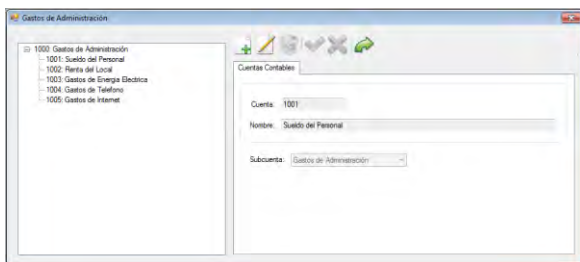 Gastos de Administración
1000: Gastos de Administración
1001: Sueldo del Personal
1002: Renta del Local
1003: Gastos de Energia Electrica
1004: Gastos de Telefono
1005: Gastos de Internet
Cuentas Contables
Cuenta: 1001
Nombre: Sueldo del Personal
Subcuenta: Gastos de Administración